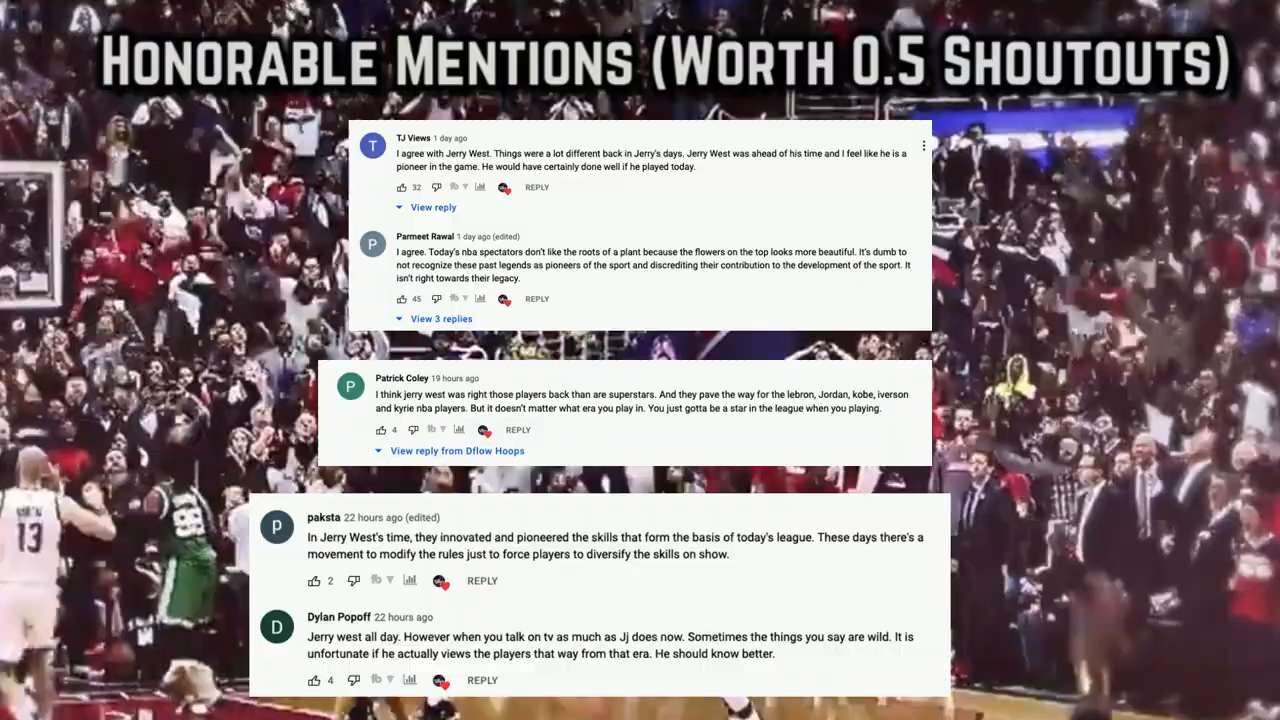 HONORABLE MENTIONS (WORTH 0.5 SHOUTOUTS)
T
TJ Views 1 day ago
I agree with Jerry West. Things were a lot different back in Jerry's days. Jerry West was ahead of his time and I feel like he is a
pioneer in the game. He would have certainly done well if he played today.
32 REPLY
View reply
P
Parmeet Rawal 1 day ago (edited)
I agree. Today's nba spectators don't like the roots of a plant because the flowers on the top looks more beautiful. It's dumb to
not recognize these past legends as pioneers of the sport and discrediting their contribution to the development of the sport. It
isn't right towards their legacy.
45 REPLY
View 3 replies
P
Patrick Coley 19 hours ago
I think jerry west was right those players back than are superstars. And they pave the way for the lebron, Jordan, kobe, iverson
and kyrie nba players. But it doesn't matter what era you play in. You just gotta be a star in the league when you playing.
4 REPLY
View reply from Dflow Hoops
p
paksta 22 hours ago (edited)
In Jerry West's time, they innovated and pioneered the skills that form the basis of today's league. These days there's a
movement to modify the rules just to force players to diversify the skills on show.
2 REPLY
D
Dylan Popoff 22 hours ago
Jerry west all day. However when you talk on tv as much as Jj does now. Sometimes the things you say are wild. It is
unfortunate if he actually views the players that way from that era. He should know better.
4 REPLY
13